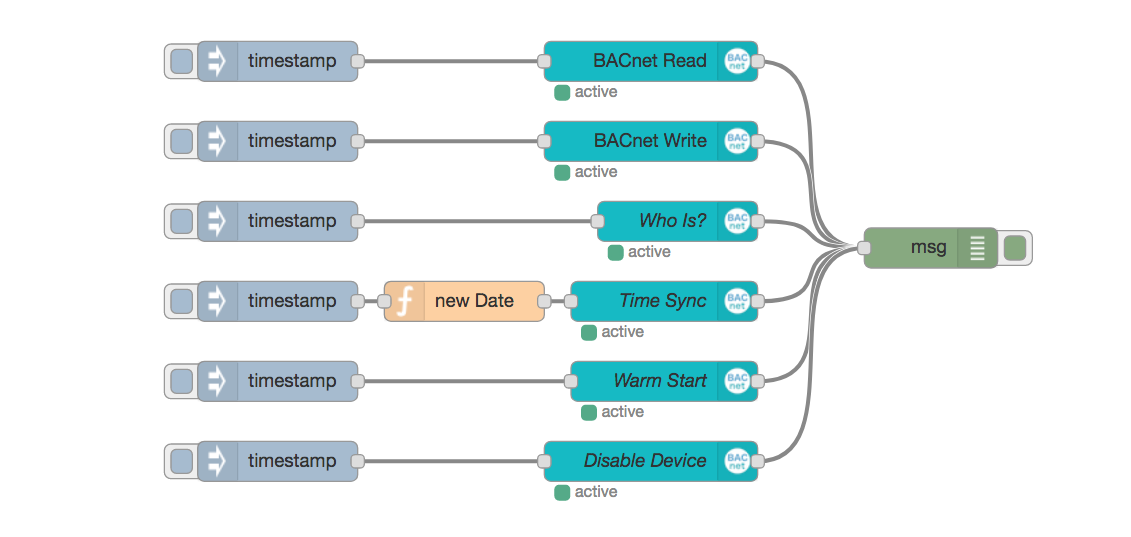 timestamp
BACnet Read
BAC
net
active
timestamp
BACnet Write
BAC
net
active
timestamp
Who Is?
BAC
net
active
msg
timestamp
new Date
Time Sync
BAC
net
active
timestamp
Warm Start
BAC
net
active
timestamp
Disable Device
BAC
net
active